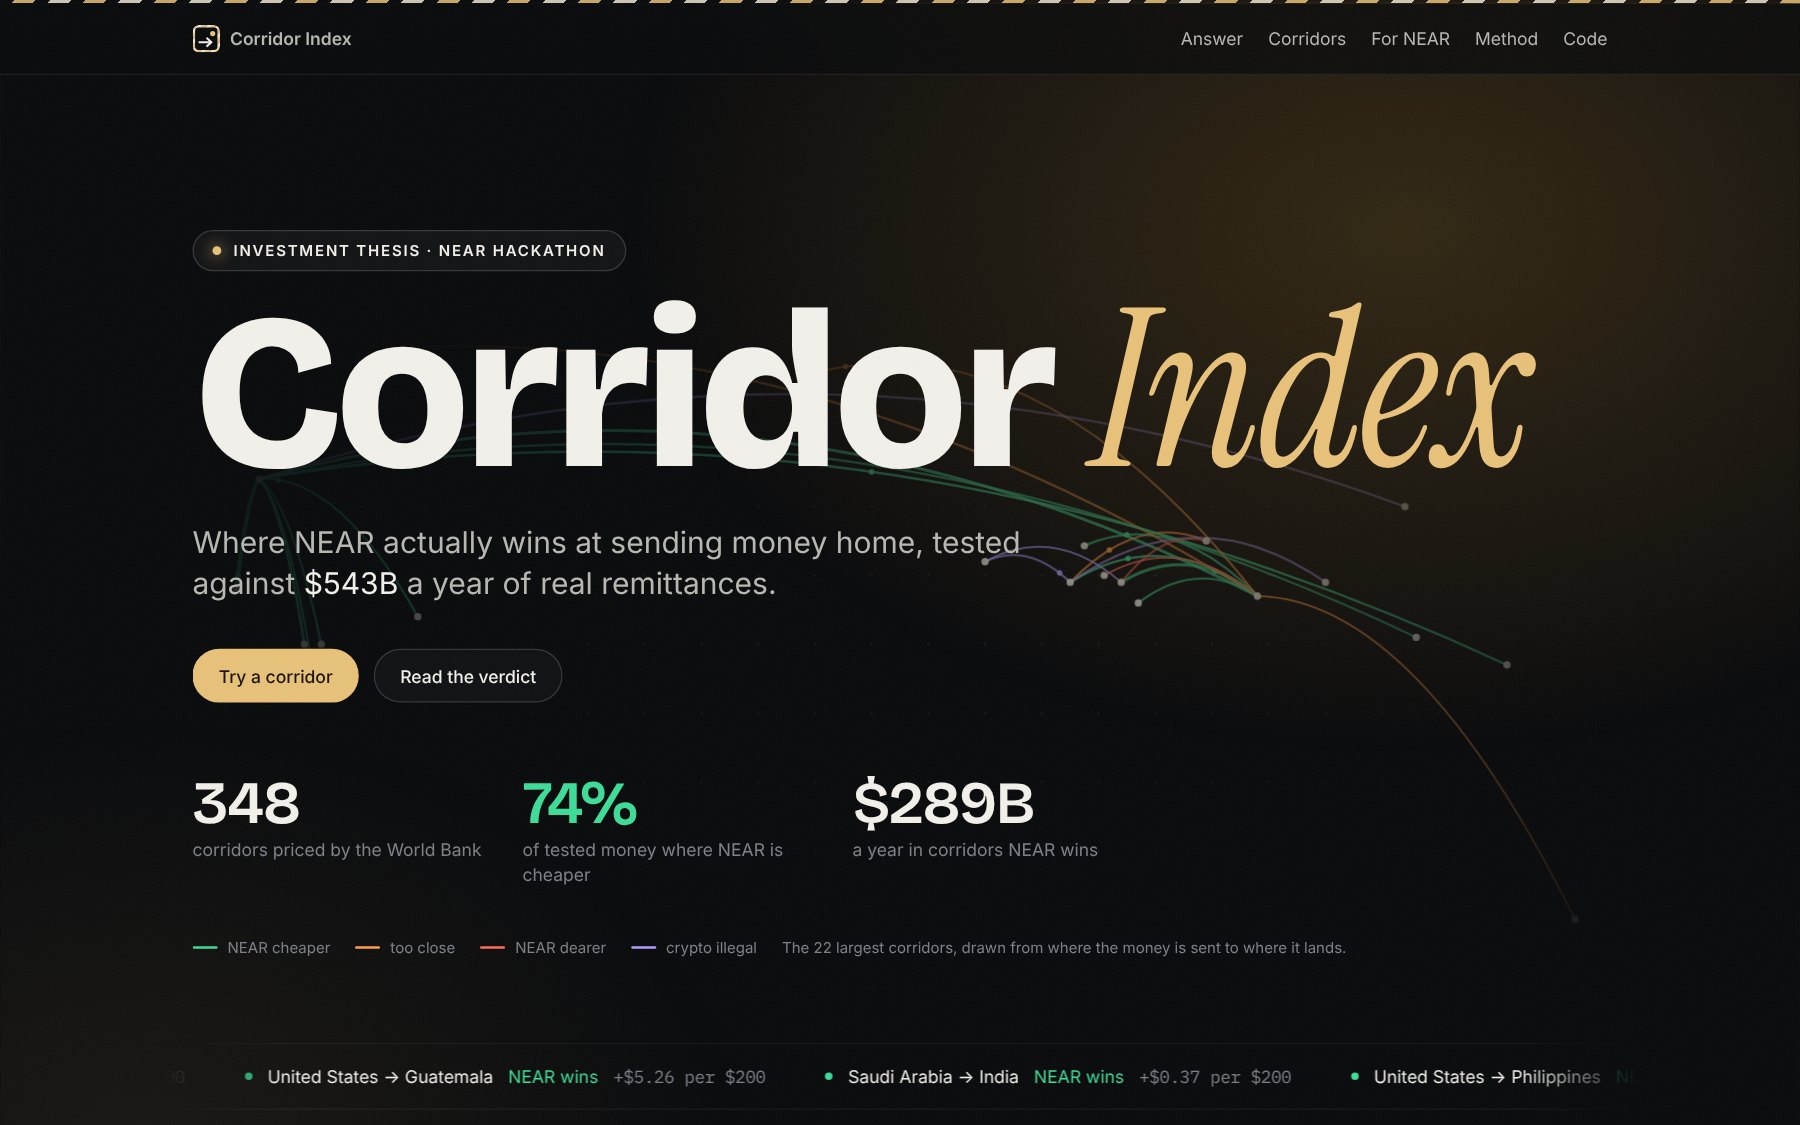 Corridor Index
Answer Corridors For NEAR Method Code
INVESTMENT THESIS · NEAR HACKATHON
Corridor Index
Where NEAR actually wins at sending money home, tested
against $543B a year of real remittances.
Try a corridor Read the verdict
348 74% $289B
corridors priced by the World Bank of tested money where NEAR is a year in corridors NEAR wins
cheaper
NEAR cheaper too close NEAR dearer crypto illegal The 22 largest corridors, drawn from where the money is sent to where it lands.
United States → Guatemala NEAR wins +$5.26 per $200 Saudi Arabia → India NEAR wins +$0.37 per $200 United States → Philippines